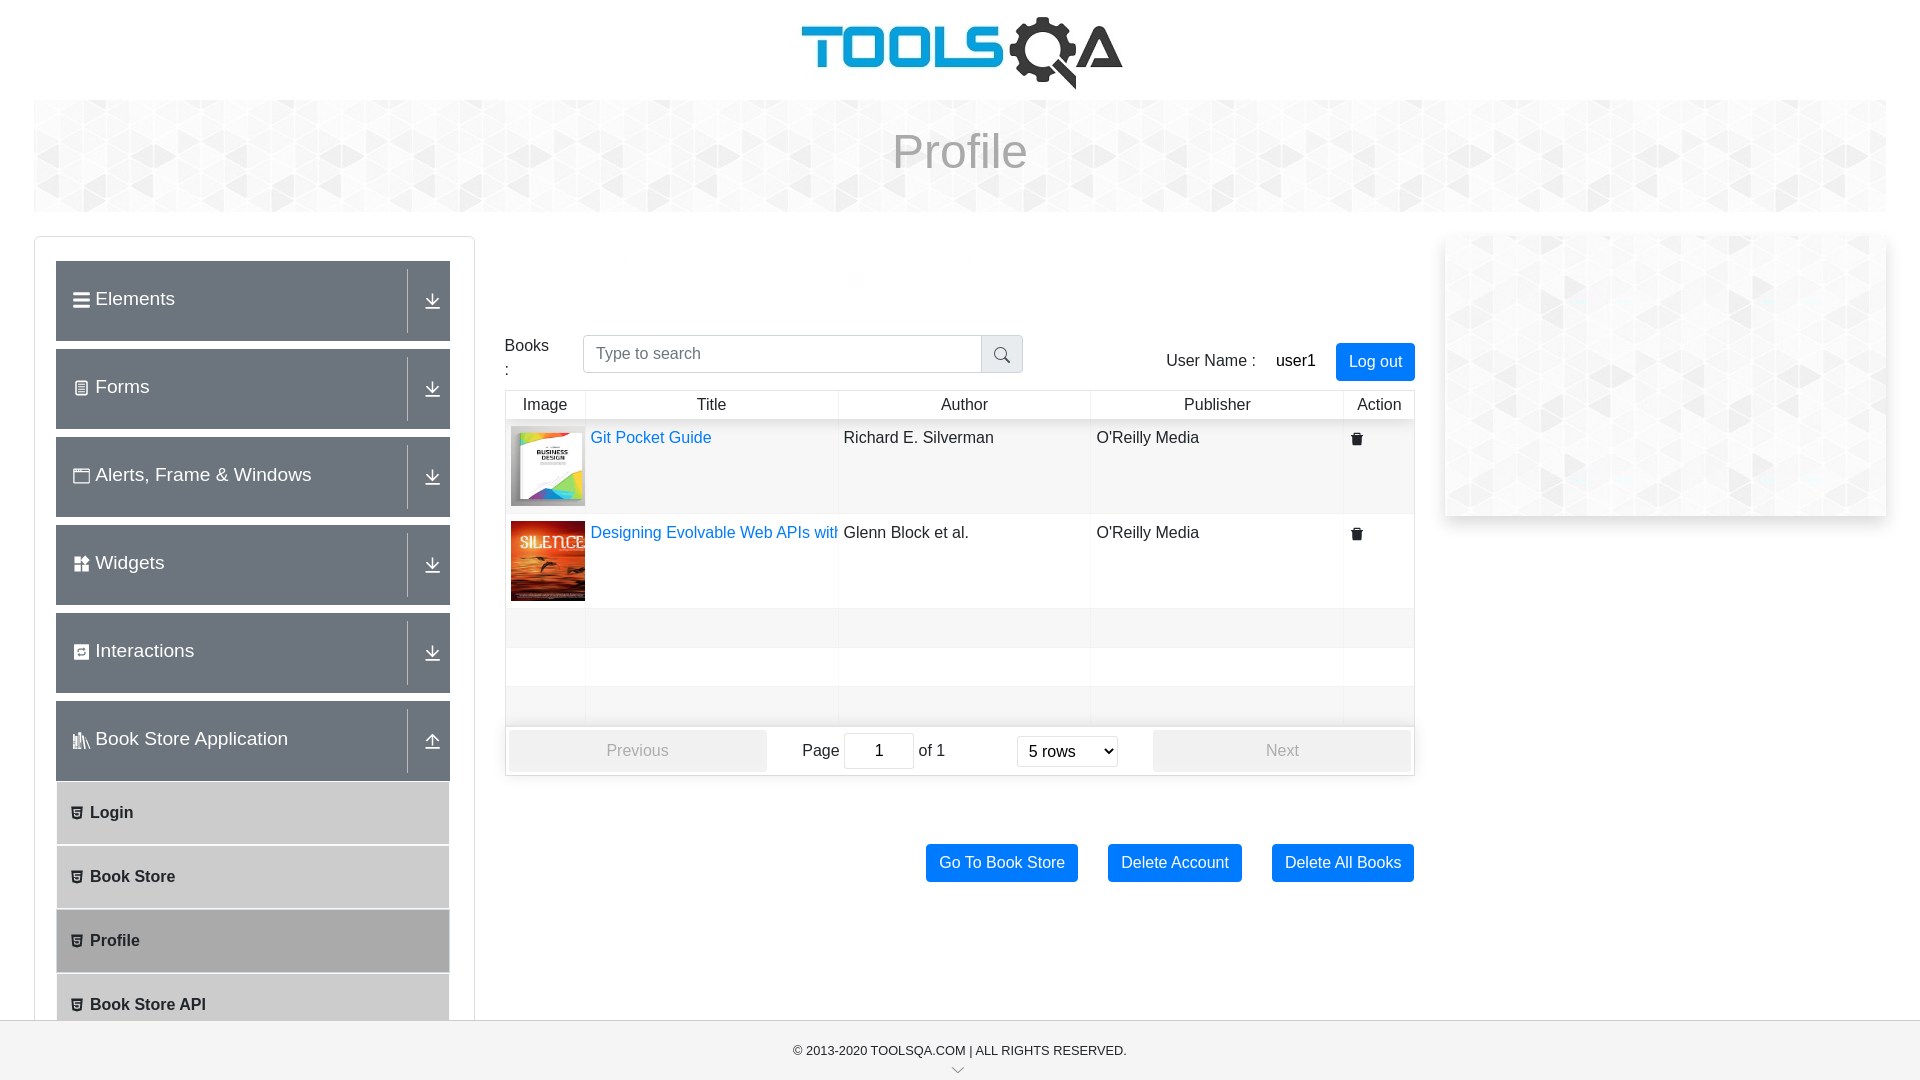 TOOLSQA
Profile
Elements
Forms
Alerts, Frame & Windows
Widgets
Interactions
Book Store Application
Login
Book Store
Profile
Book Store API
Books
:
Type to search
User Name :
user1
Log out
Image
Title
Author
Publisher
Action
BUSINESS
DESIGN
Git Pocket Guide
Richard E. Silverman
O'Reilly Media
SILENCE
Designing Evolvable Web APIs with
Glenn Block et al.
O'Reilly Media
Previous
Page
1
of 1
5 rows
Next
Go To Book Store
Delete Account
Delete All Books
© 2013-2020 TOOLSQA.COM | ALL RIGHTS RESERVED.